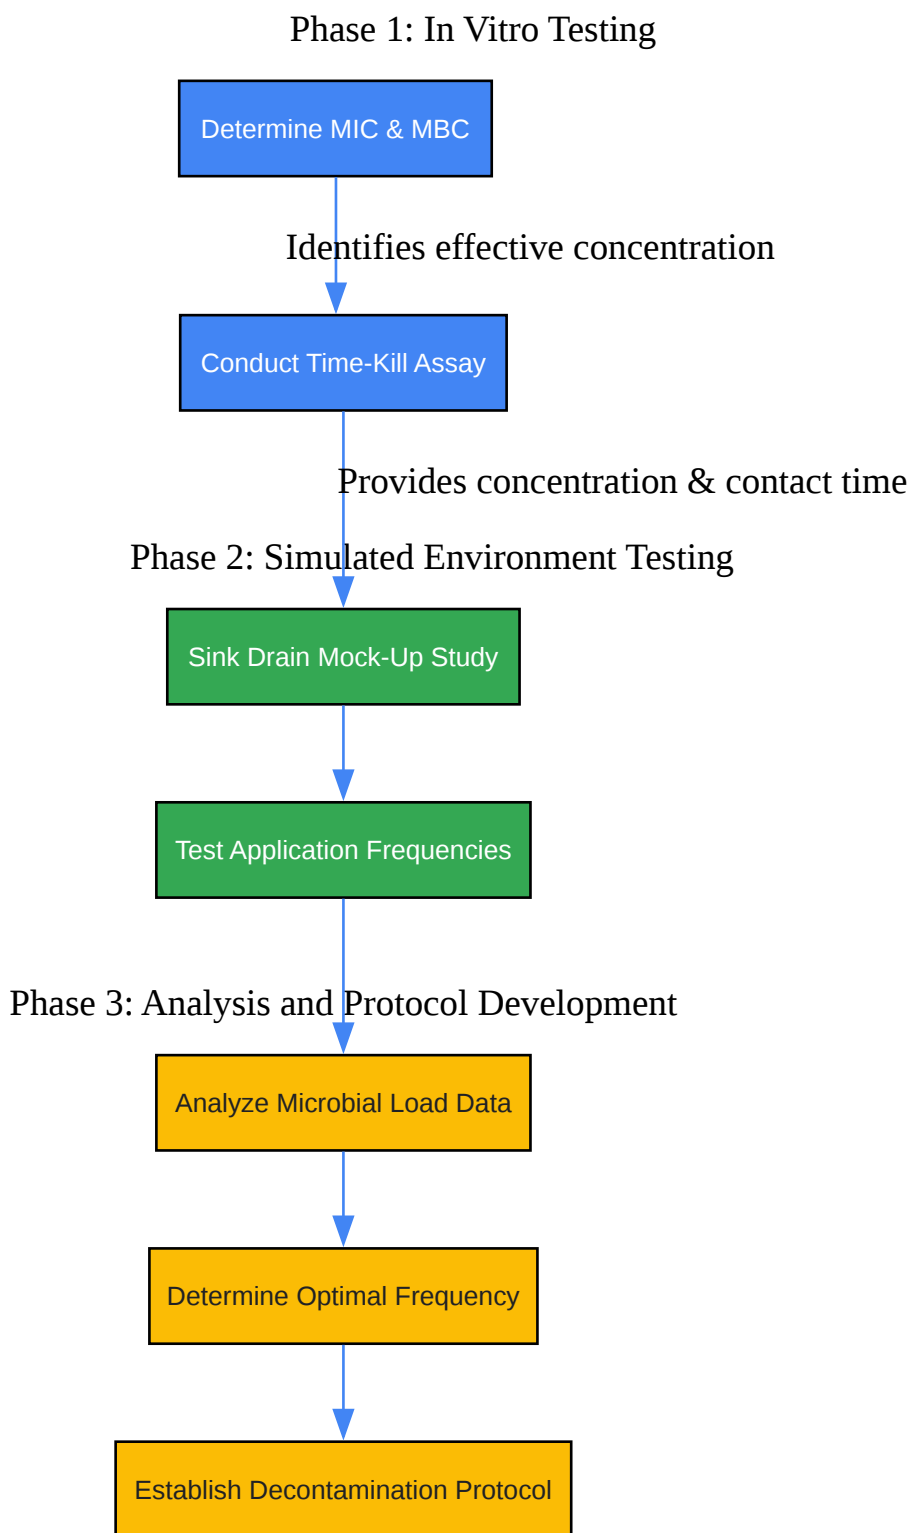 Phase 1: In Vitro Testing
Determine MIC & MBC
Identifies effective concentration
Conduct Time-Kill Assay
Provides concentration & contact time
Phase 2: Simulated Environment Testing
Sink Drain Mock-Up Study
Test Application Frequencies
Phase 3: Analysis and Protocol Development
Analyze Microbial Load Data
Determine Optimal Frequency
Establish Decontamination Protocol